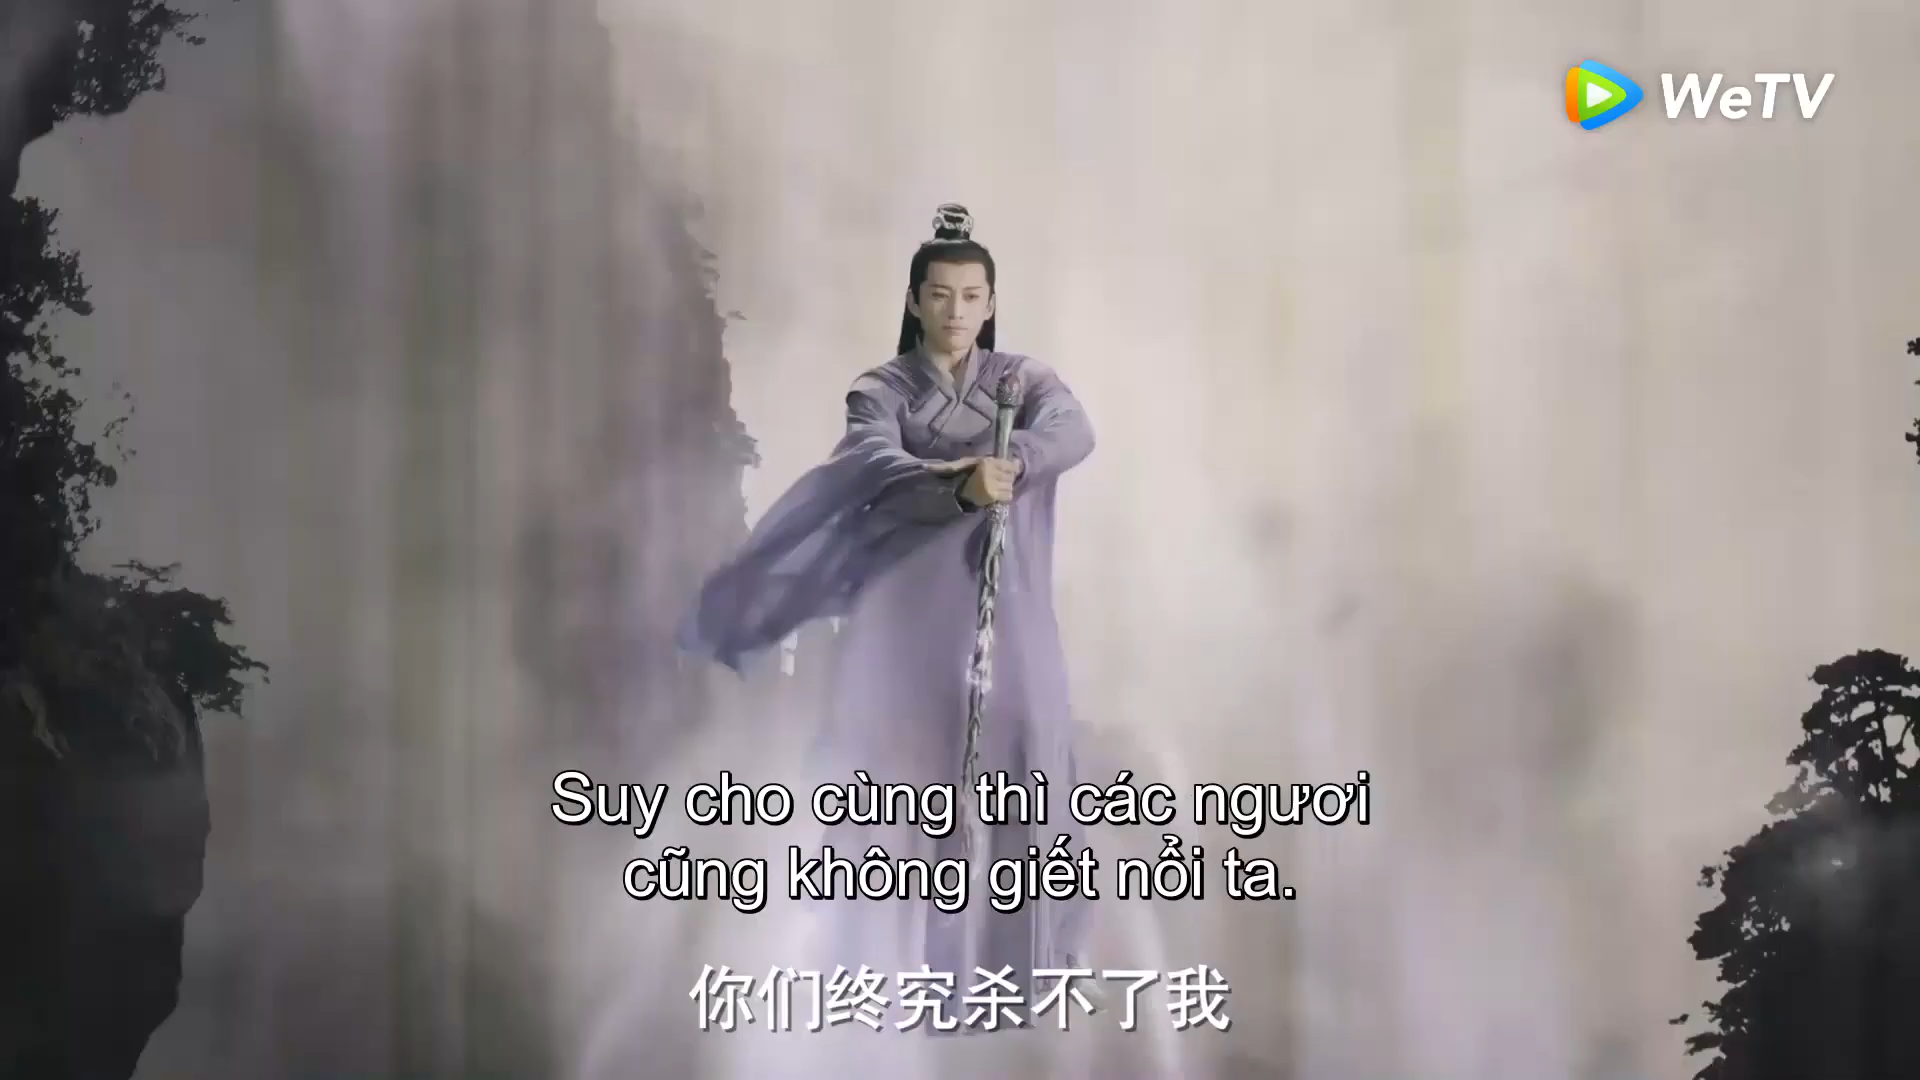 WeTV
Suy cho cùng thì các ngươi
cũng không giết nổi ta.
你们终究杀不了我